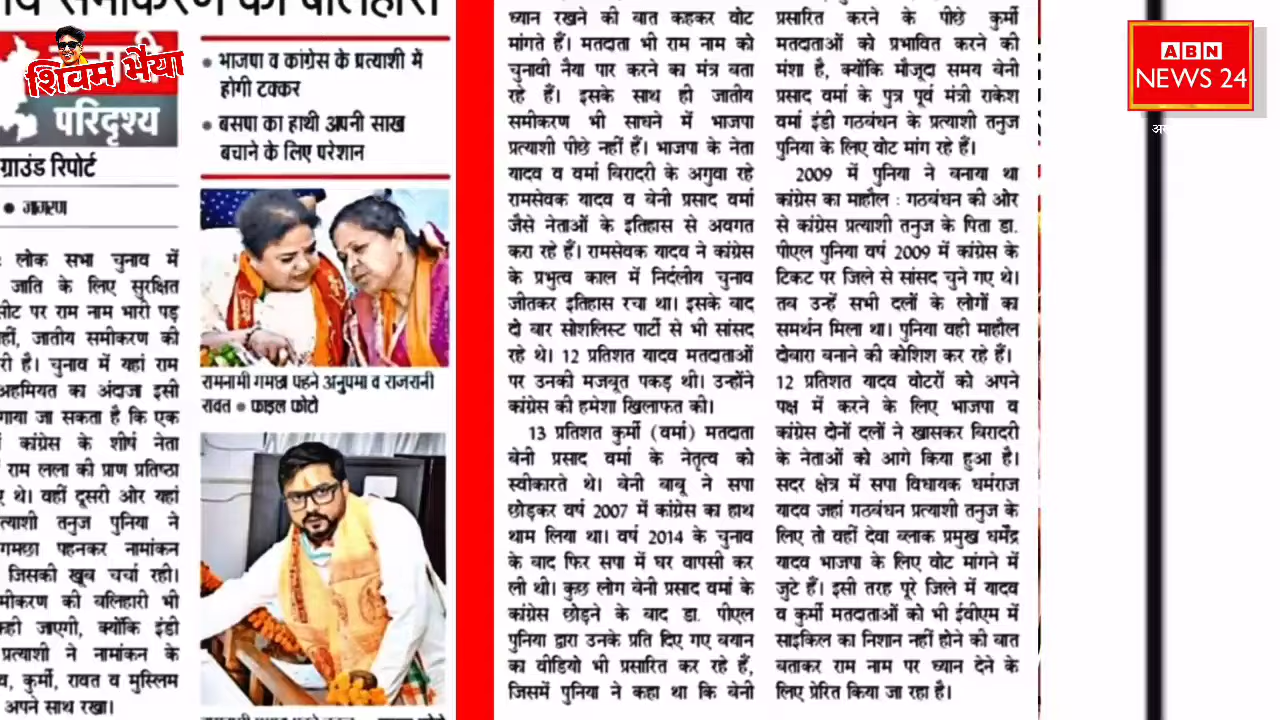 शिवम भैया
परिदृश्य
ग्राउंड रिपोर्ट
● जागरण
लोक सभा चुनाव में
जाति के लिए सुरक्षित
सीट पर राम नाम भारी पड़
जातीय समीकरण की
है। चुनाव में यहां राम
अहमियत का अंदाजा इसी
जा सकता है कि एक
कांग्रेस के शीर्ष नेता
राम लला की प्राण प्रतिष्ठा
थे। वहीं दूसरी ओर यहां
तनुज पुनिया ने
गमछा पहनकर नामांकन
जिसकी खूब चर्चा रही।
की बलिहारी भी
जाएगी, क्योंकि इंडी
प्रत्याशी ने नामांकन के
कुर्मी, रावत व मुस्लिम
अपने साथ रखा।
● भाजपा व कांग्रेस के प्रत्याशी में
होगी टक्कर
● बसपा का हाथी अपनी साख
बचाने के लिए परेशान
रामनामी गमछा पहने अनुपमा व राजरानी
रावत ● फाइल फोटो
ध्यान रखने की बात कहकर वोट
मांगते हैं। मतदाता भी राम नाम को
चुनावी नैया पार करने का मंत्र बता
रहे हैं। इसके साथ ही जातीय
समीकरण भी साधने में भाजपा
प्रत्याशी पीछे नहीं हैं। भाजपा के नेता
यादव व वर्मा बिरादरी के अगुवा रहे
रामसेवक यादव व बेनी प्रसाद वर्मा
जैसे नेताओं के इतिहास से अवगत
करा रहे हैं। रामसेवक यादव ने कांग्रेस
के प्रभुत्व काल में निर्दलीय चुनाव
जीतकर इतिहास रचा था। इसके बाद
दो बार सोशलिस्ट पार्टी से भी सांसद
रहे थे। 12 प्रतिशत यादव मतदाताओं
पर उनकी मजबूत पकड़ थी। उन्होंने
कांग्रेस की हमेशा खिलाफत की।
13 प्रतिशत कुर्मी (वर्मा) मतदाता
बेनी प्रसाद वर्मा के नेतृत्व को
स्वीकारते थे। बेनी बाबू ने सपा
छोड़कर वर्ष 2007 में कांग्रेस का हाथ
थाम लिया था। वर्ष 2014 के चुनाव
के बाद फिर सपा में घर वापसी कर
ली थी। कुछ लोग बेनी प्रसाद वर्मा के
कांग्रेस छोड़ने के बाद डा. पीएल
पुनिया द्वारा उनके प्रति दिए गए बयान
का वीडियो भी प्रसारित कर रहे हैं,
जिसमें पुनिया ने कहा था कि बेनी
प्रसारित करने के पीछे कुर्मी
मतदाताओं को प्रभावित करने की
मंशा है, क्योंकि मौजूदा समय बेनी
प्रसाद वर्मा के पुत्र पूर्व मंत्री राकेश
वर्मा इंडी गठबंधन के प्रत्याशी तनुज
पुनिया के लिए वोट मांग रहे हैं।
2009 में पुनिया ने बनाया था
कांग्रेस का माहौल : गठबंधन की ओर
से कांग्रेस प्रत्याशी तनुज के पिता डा.
पीएल पुनिया वर्ष 2009 में कांग्रेस के
टिकट पर जिले से सांसद चुने गए थे।
तब उन्हें सभी दलों के लोगों का
समर्थन मिला था। पुनिया वही माहौल
दोबारा बनाने की कोशिश कर रहे हैं।
12 प्रतिशत यादव वोटरों को अपने
पक्ष में करने के लिए भाजपा व
कांग्रेस दोनों दलों ने खासकर बिरादरी
के नेताओं को आगे किया हुआ है।
सदर क्षेत्र में सपा विधायक धर्मराज
यादव जहां गठबंधन प्रत्याशी तनुज के
लिए तो वहीं देवा ब्लाक प्रमुख धर्मेंद्र
यादव भाजपा के लिए वोट मांगने में
जुटे हैं। इसी तरह पूरे जिले में यादव
व कुर्मी मतदाताओं को भी ईवीएम में
साइकिल का निशान नहीं होने की बात
बताकर राम नाम पर ध्यान देने के
लिए प्रेरित किया जा रहा है।
ABN
NEWS 24